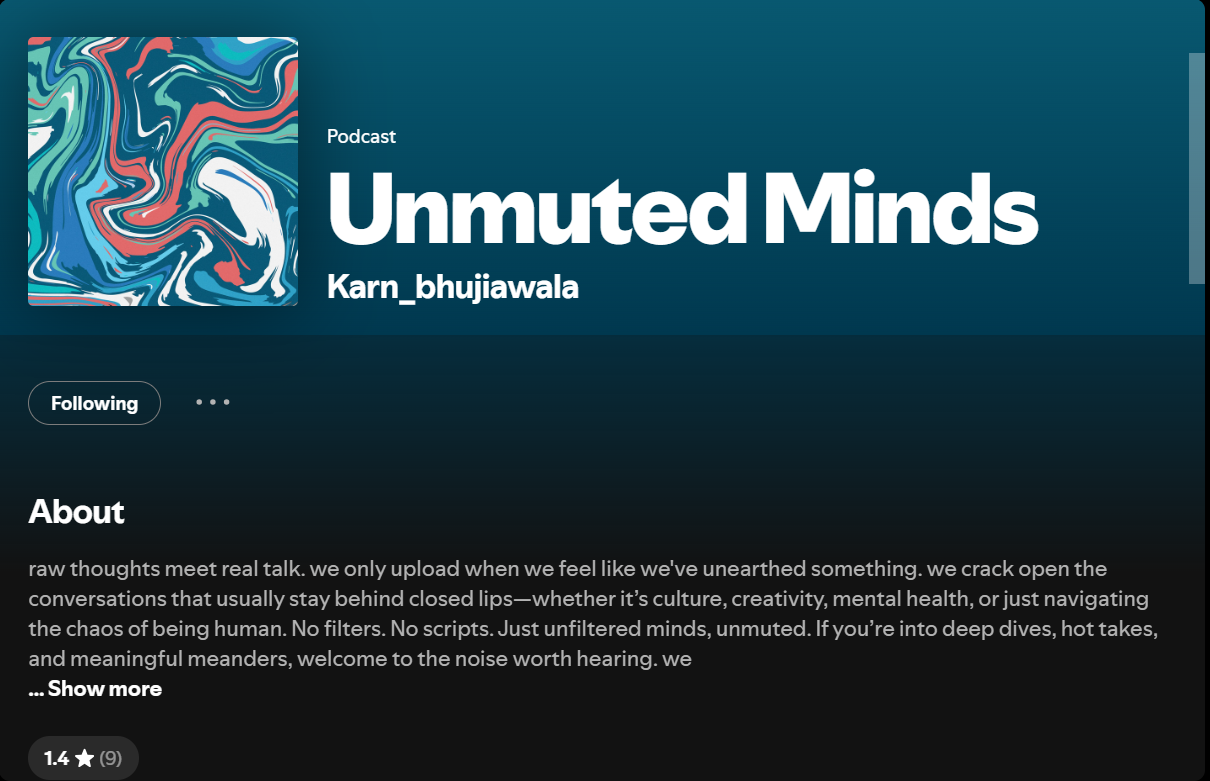 Podcast
Unmuted Minds
Karn_bhujiawala
Following
About
raw thoughts meet real talk. we only upload when we feel like we've unearthed something. we crack open the
conversations that usually stay behind closed lips—whether it’s culture, creativity, mental health, or just navigating
the chaos of being human. No filters. No scripts. Just unfiltered minds, unmuted. If you’re into deep dives, hot takes,
and meaningful meanders, welcome to the noise worth hearing. we
... Show more
1.4 ★ (9)